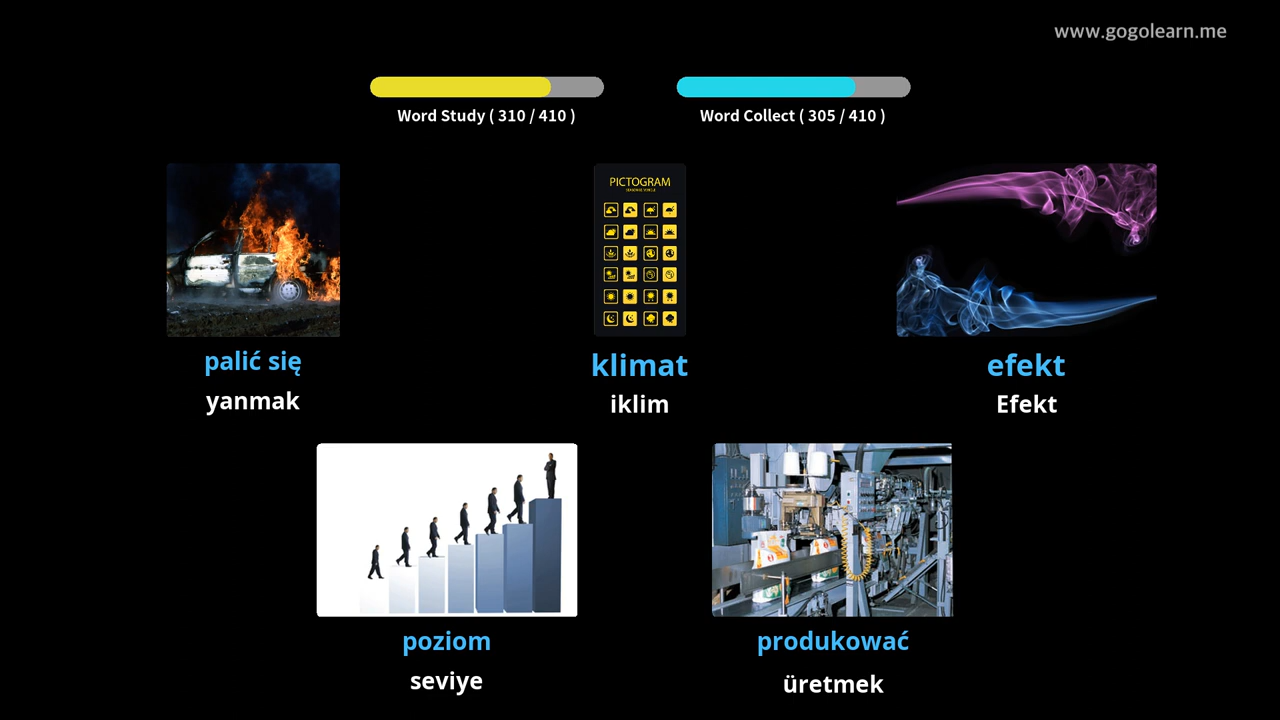 www.gogolearn.me
Word Study ( 310 / 410 )
Word Collect ( 305 / 410 )
PICTOGRAM
palić się
klimat
efekt
yanmak
iklim
Efekt
poziom
produkować
seviye
üretmek